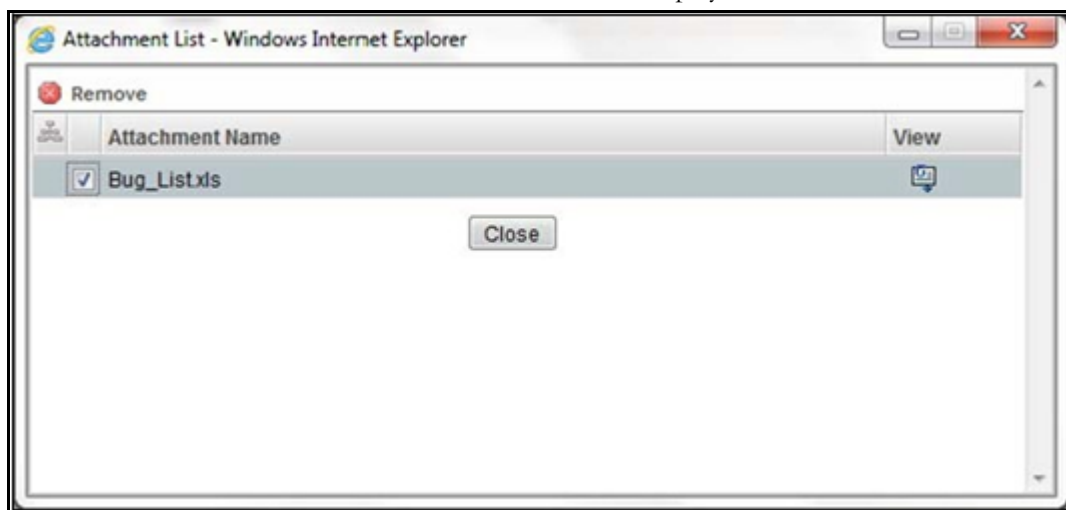 Attachment List - Windows Internet Explorer
Remove
Attachment Name View
Bug_List.xls
Close